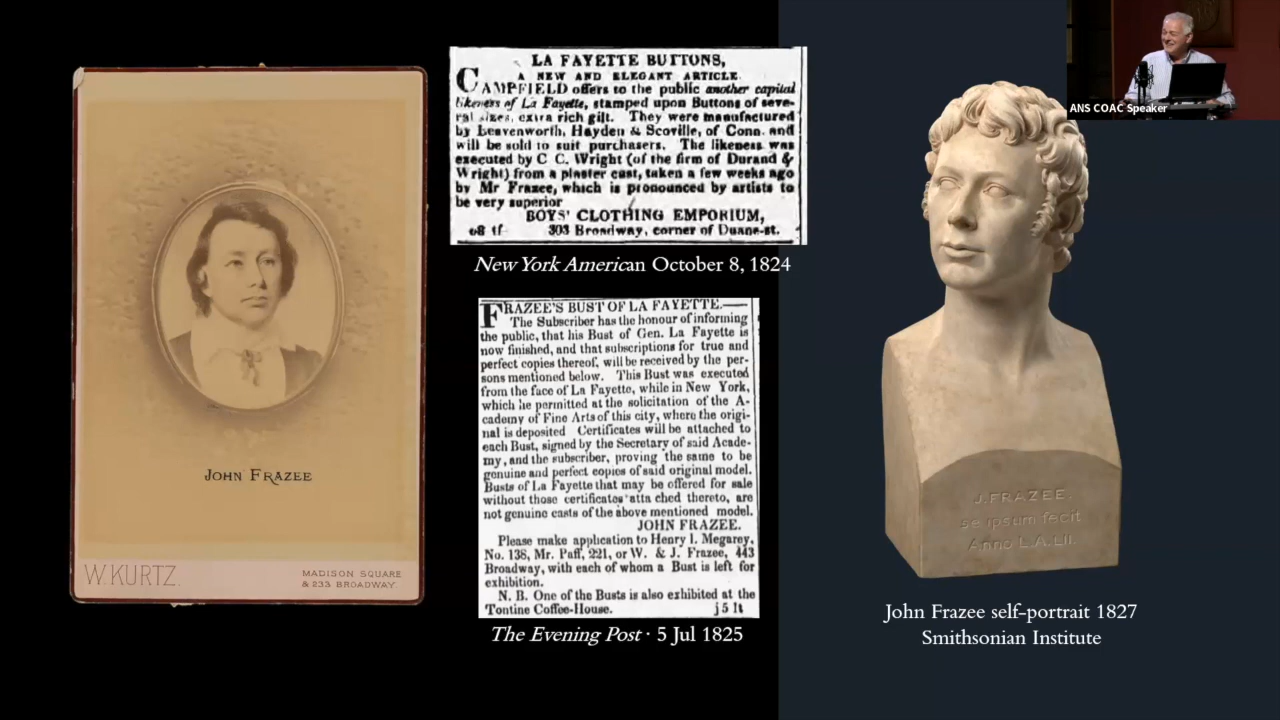 JOHN FRAZEE
W. KURTZ.
MADISON SQUARE
& 233 BROADWAY.
LA FAYETTE BUTTONS,
A NEW AND ELEGANT ARTICLE.
CAMPFIELD offers to the public another capital
likeness of La Fayette, stamped upon Buttons of seve-
ral sizes, extra rich gilt. They were manufactured
by Leavenworth, Hayden & Scoville, of Conn. and
will be sold to suit purchasers. The likeness was
executed by C C. Wright (of the firm of Durand &
Wright) from a plaster cast, taken a few weeks ago
by Mr Frazee, which is pronounced by artists to
be very superior
BOYS' CLOTHING EMPORIUM,
o8 tf 303 Broadway, corner of Duane-st.
New York American October 8, 1824
FRAZEE'S BUST OF LA FAYETTE.—
The Subscriber has the honour of informing
the public, that his Bust of Gen. La Fayette is
now finished, and that subscriptions for true and
perfect copies thereof, will be received by the per-
sons mentioned below. This Bust was executed
from the face of La Fayette, while in New York,
which he permitted at the solicitation of the A-
cademy of Fine Arts of this city, where the origi-
nal is deposited Certificates will be attached to
each Bust, signed by the Secretary of said Acade-
my, and the subscriber, proving the same to be
genuine and perfect copies of said original model.
Busts of La Fayette that may be offered for sale
without those certificates atta ched thereto, are
not genuine casts of the above mentioned model.
JOHN FRAZEE.
Please make application to Henry I. Megarey,
No. 138, Mr. Paff, 221, or W. & J. Frazee, 443
Broadway, with each of whom a Bust is left for
exhibition.
N. B. One of the Busts is also exhibited at the
Tontine Coffee-House. j 5 1t
The Evening Post · 5 Jul 1825
ANS COAC Speaker
J. FRAZEE.
se ipsum fecit
Anno L.A.LII.
John Frazee self-portrait 1827
Smithsonian Institute